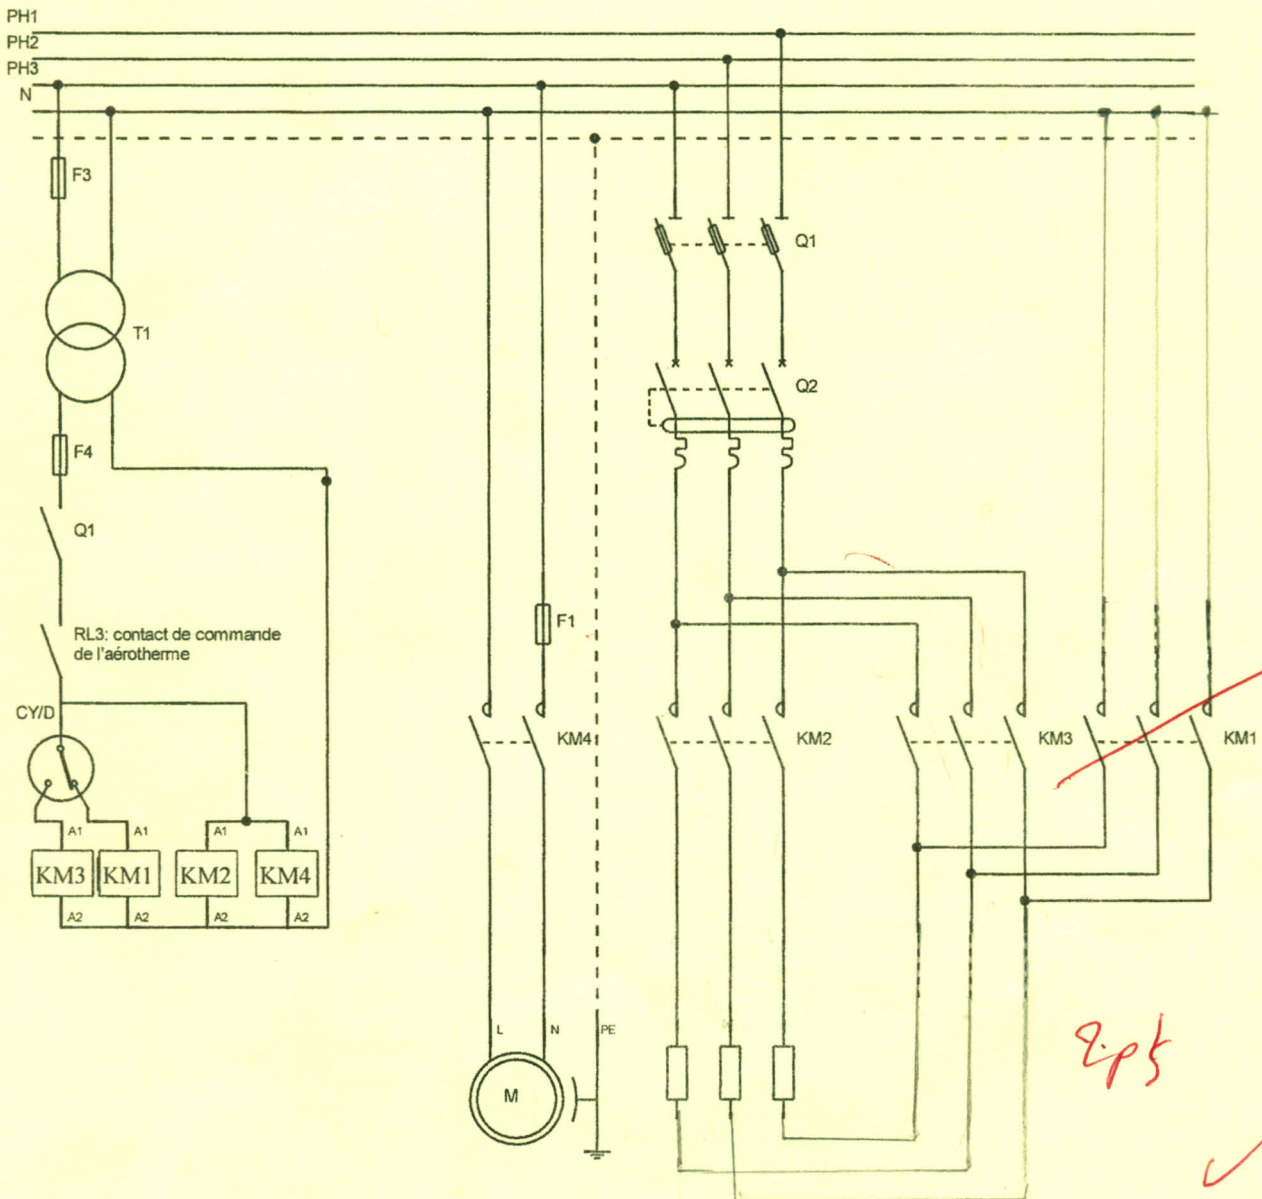 PH1
PH2
PH3
N
F3
Q1
T1
Q2
F4
Q1
F1
RL3: contact de commande
de l'aérotherme
CY/D
KM4
KM2
KM3
KM1
A1
A1
A1
A1
KM3
KM1
KM2
KM4
A2
A2
A2
A2
L
N
PE
M
2pts